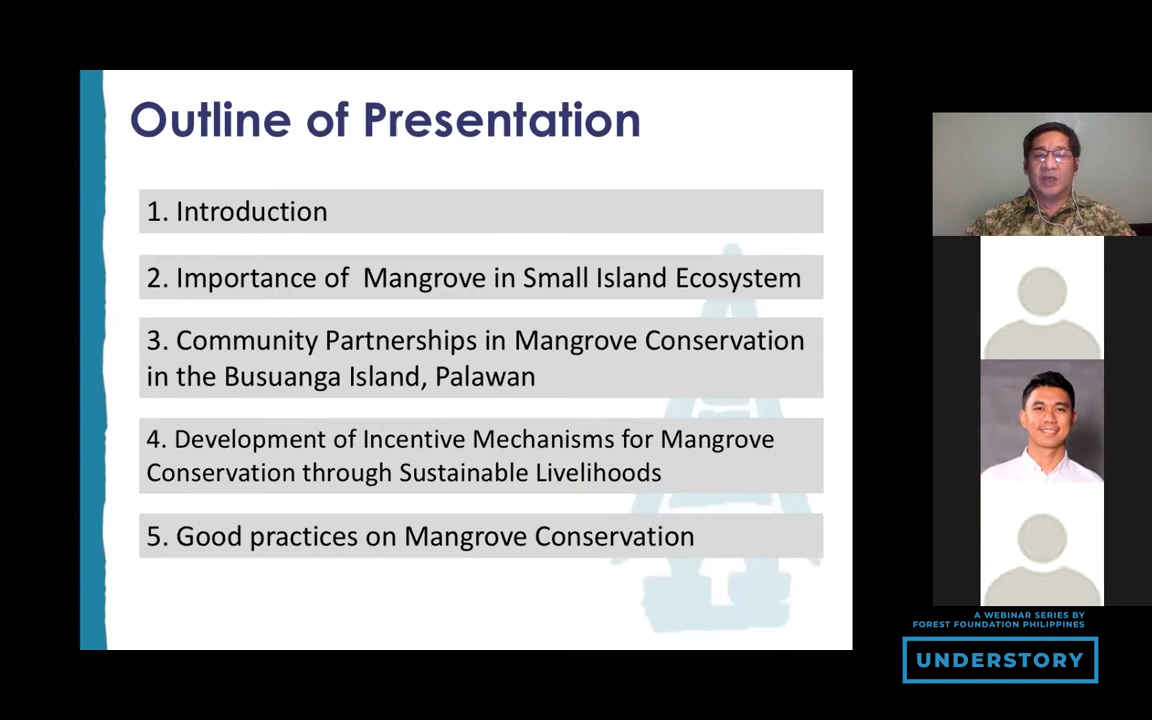 Outline of Presentation
1. Introduction
2. Importance of  Mangrove in Small Island Ecosystem
3. Community Partnerships in Mangrove Conservation
in the Busuanga Island, Palawan
4. Development of Incentive Mechanisms for Mangrove
Conservation through Sustainable Livelihoods
5. Good practices on Mangrove Conservation
A WEBINAR SERIES BY
FOREST FOUNDATION PHILIPPINES
UNDERSTORY